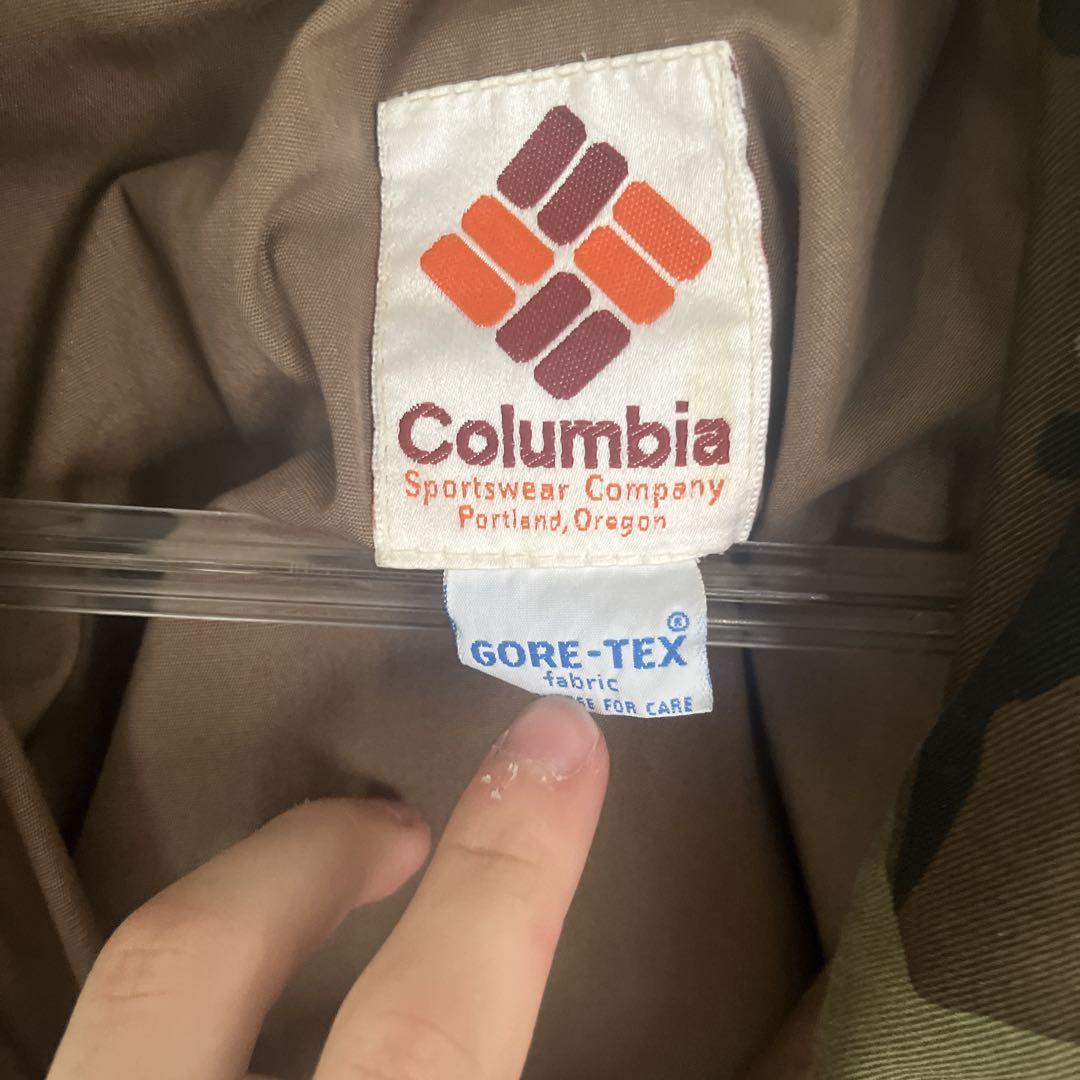 Columbia
Sportswear Company
Portland, Oregon
GORE-TEX®
fabric
FOR CARE